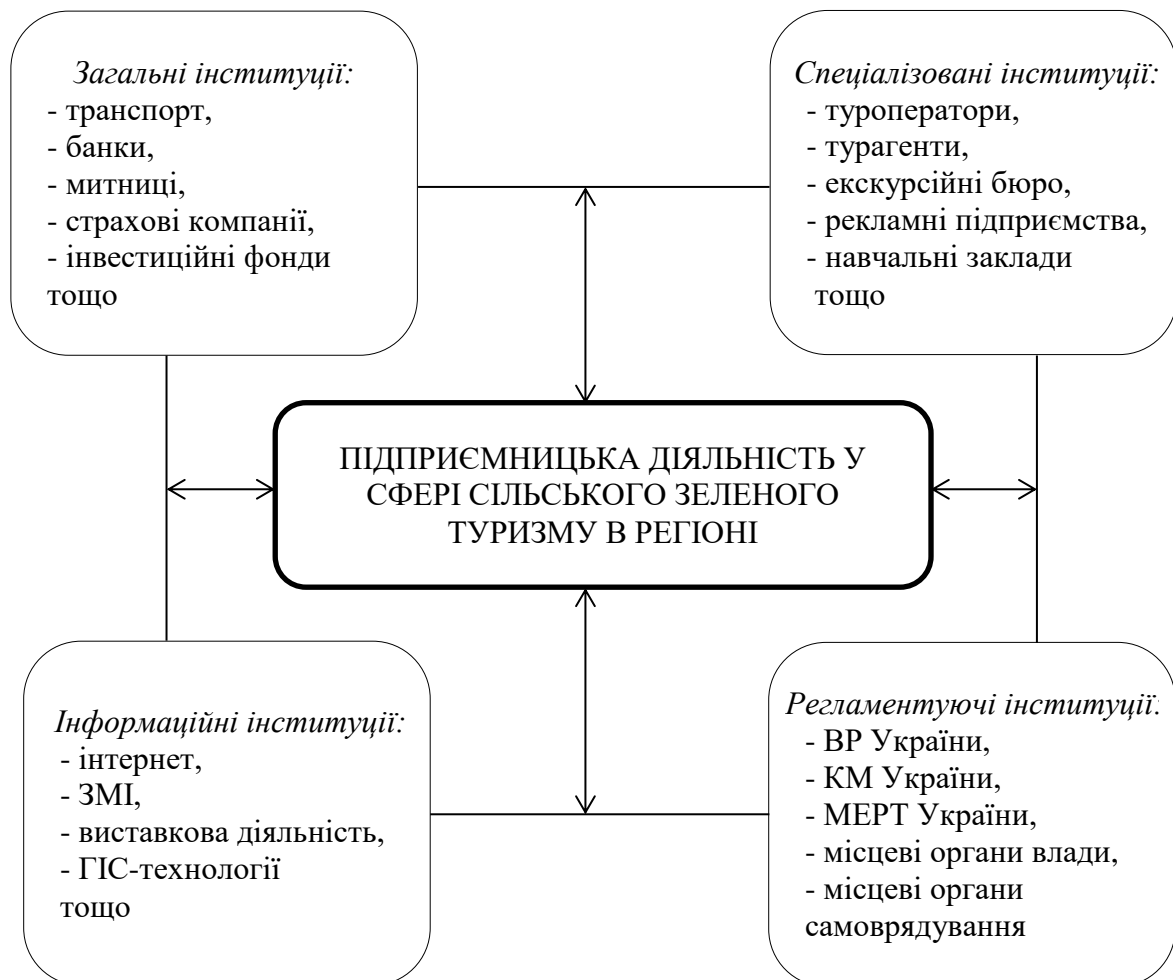 Загальні інституції:
- транспорт,
- банки,
- митниці,
- страхові компанії,
- інвестиційні фонди
тощо
Спеціалізовані інституції:
- туроператори,
- турагенти,
- екскурсійні бюро,
- рекламні підприємства,
- навчальні заклади
тощо
ПІДПРИЄМНИЦЬКА ДІЯЛЬНІСТЬ У
СФЕРІ СІЛЬСЬКОГО ЗЕЛЕНОГО
ТУРИЗМУ В РЕГІОНІ
Інформаційні інституції:
- інтернет,
- ЗМІ,
- виставкова діяльність,
- ГІС-технології
тощо
Регламентуючі інституції:
- ВР України,
- КМ України,
- МЕРТ України,
- місцеві органи влади,
- місцеві органи
самоврядування